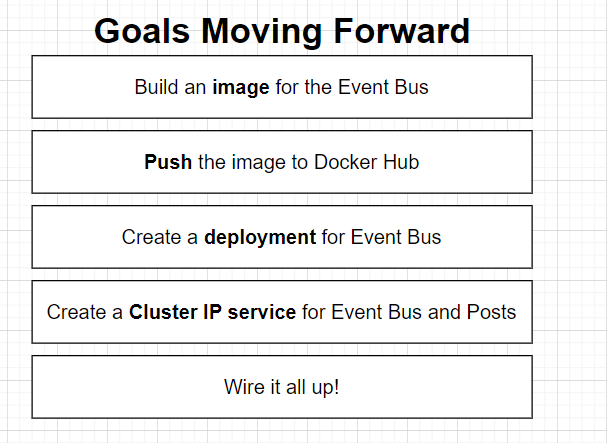 Goals Moving Forward
Build an image for the Event Bus
Push the image to Docker Hub
Create a deployment for Event Bus
Create a Cluster IP service for Event Bus and Posts
Wire it all up!